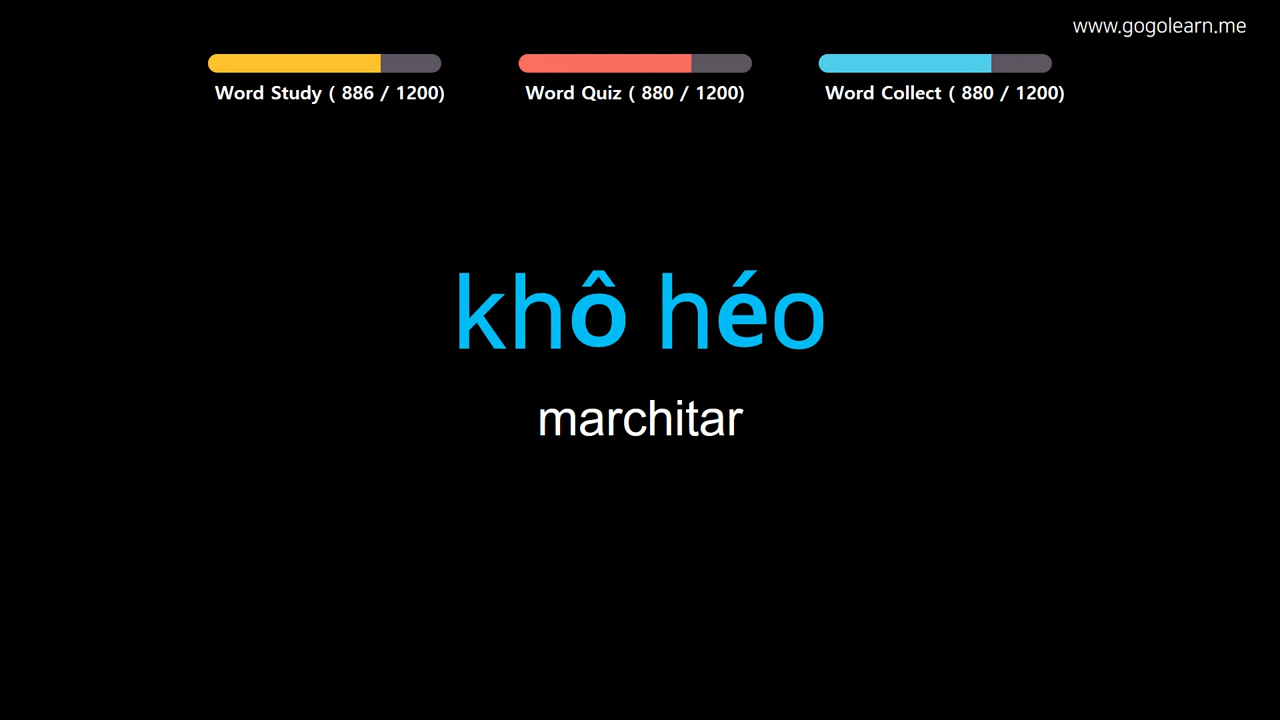 www.gogolearn.me
Word Study ( 886 / 1200)
Word Quiz ( 880 / 1200)
Word Collect ( 880 / 1200)
khô héo
marchitar